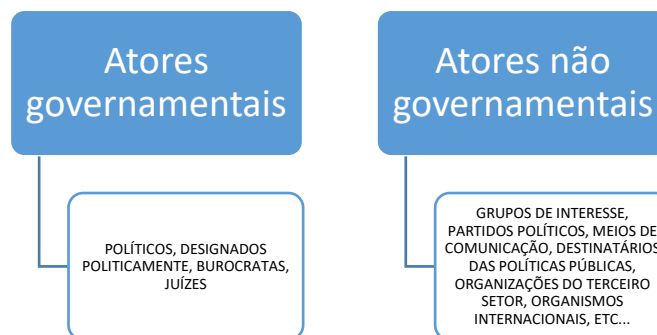 Atores
governamentais
POLÍTICOS, DESIGNADOS
POLITICAMENTE, BUROCRATAS,
JUÍZES
Atores não
governamentais
GRUPOS DE INTERESSE,
PARTIDOS POLÍTICOS, MEIOS DE
COMUNICAÇÃO, DESTINATÁRIOS
DAS POLÍTICAS PÚBLICAS,
ORGANIZAÇÕES DO TERCEIRO
SETOR, ORGANISMOS
INTERNACIONAIS, ETC...